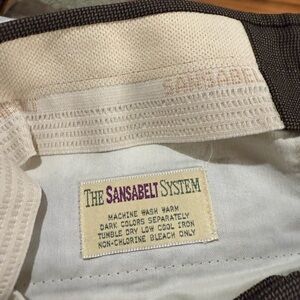 SANSABELT
THE SANSABELT SYSTEM
MACHINE WASH WARM
DARK COLORS SEPARATELY
TUMBLE DRY LOW COOL IRON
NON-CHLORINE BLEACH ONLY